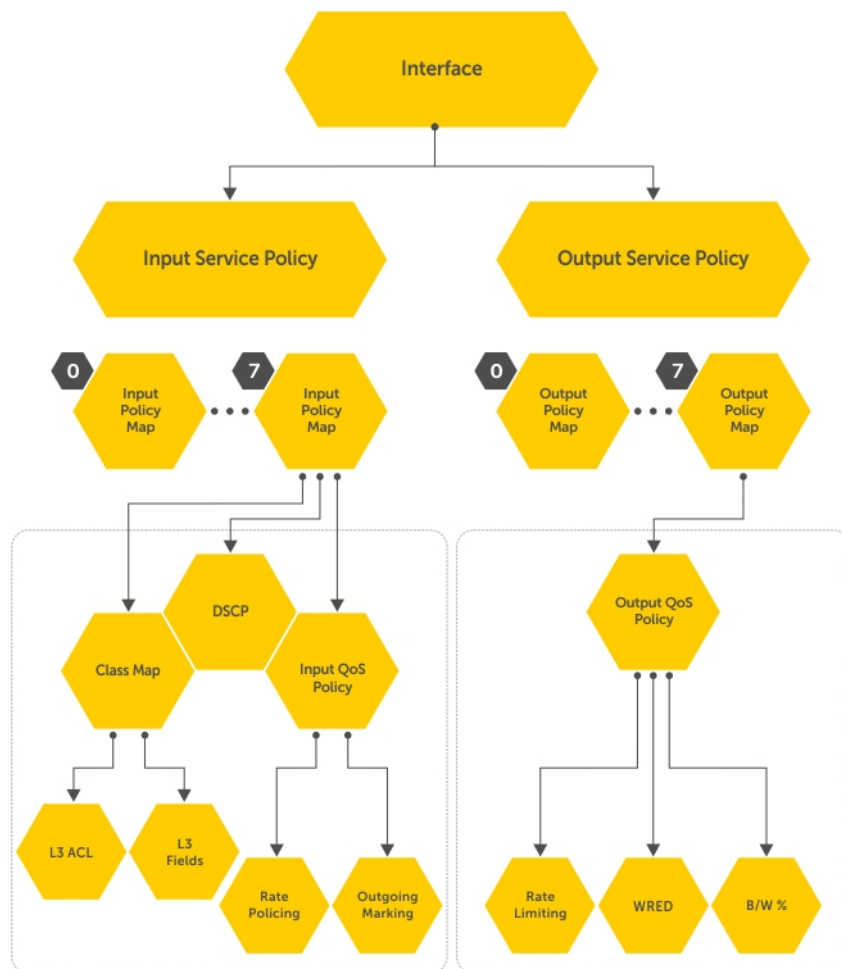 Interface
Input Service Policy
Output Service Policy
0
Input
Policy
Map
7
Input
Policy
Map
0
Output
Policy
Map
7
Output
Policy
Map
DSCP
Class Map
Input QoS
Policy
Output QoS
Policy
L3 ACL
L3
Fields
Rate
Policing
Outgoing
Marking
Rate
Limiting
WRED
B/W %